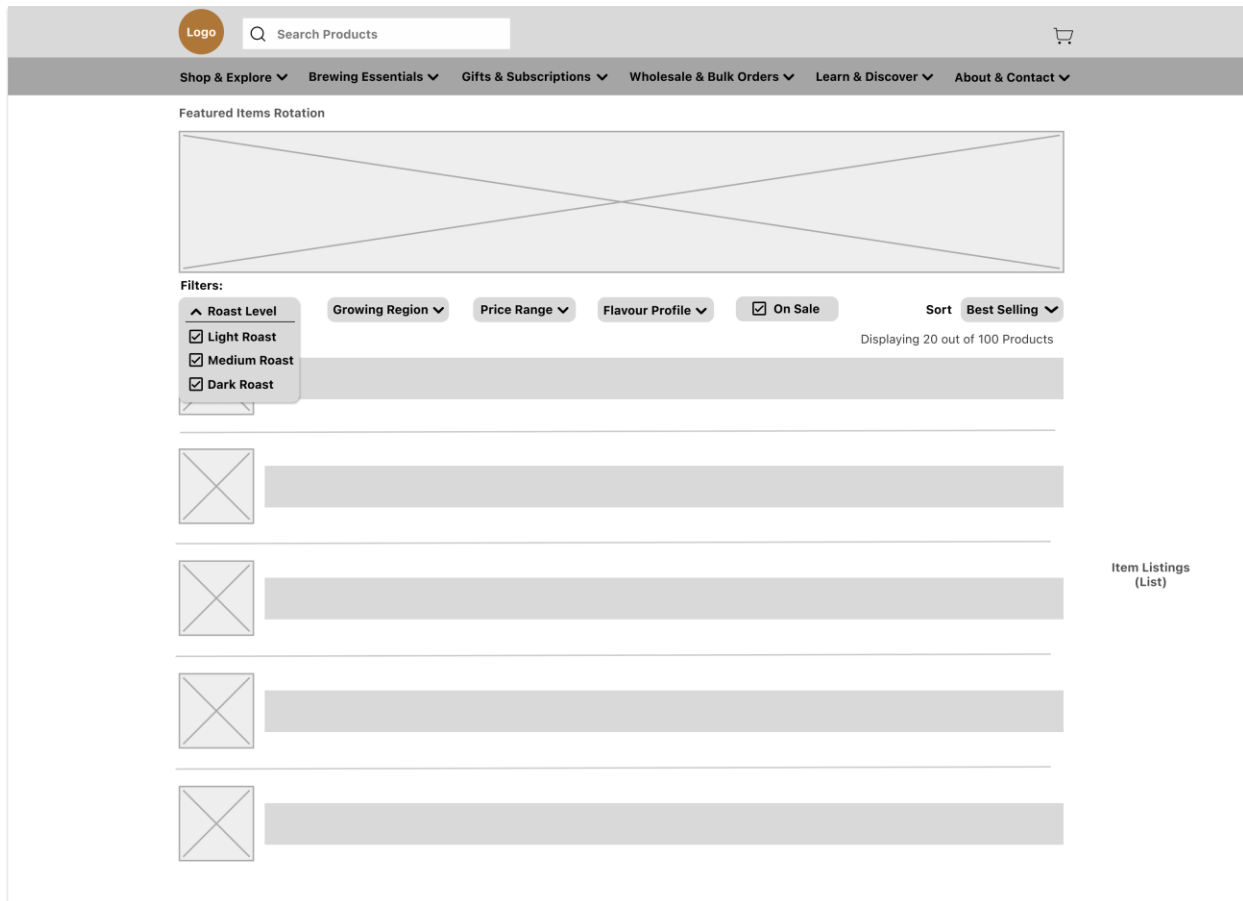 Logo
Search Products
Shop & Explore
Brewing Essentials
Gifts & Subscriptions
Wholesale & Bulk Orders
Learn & Discover
About & Contact
Featured Items Rotation
Filters:
Roast Level
Light Roast
Medium Roast
Dark Roast
Growing Region
Price Range
Flavour Profile
On Sale
Sort
Best Selling
Displaying 20 out of 100 Products
Item Listings
(List)